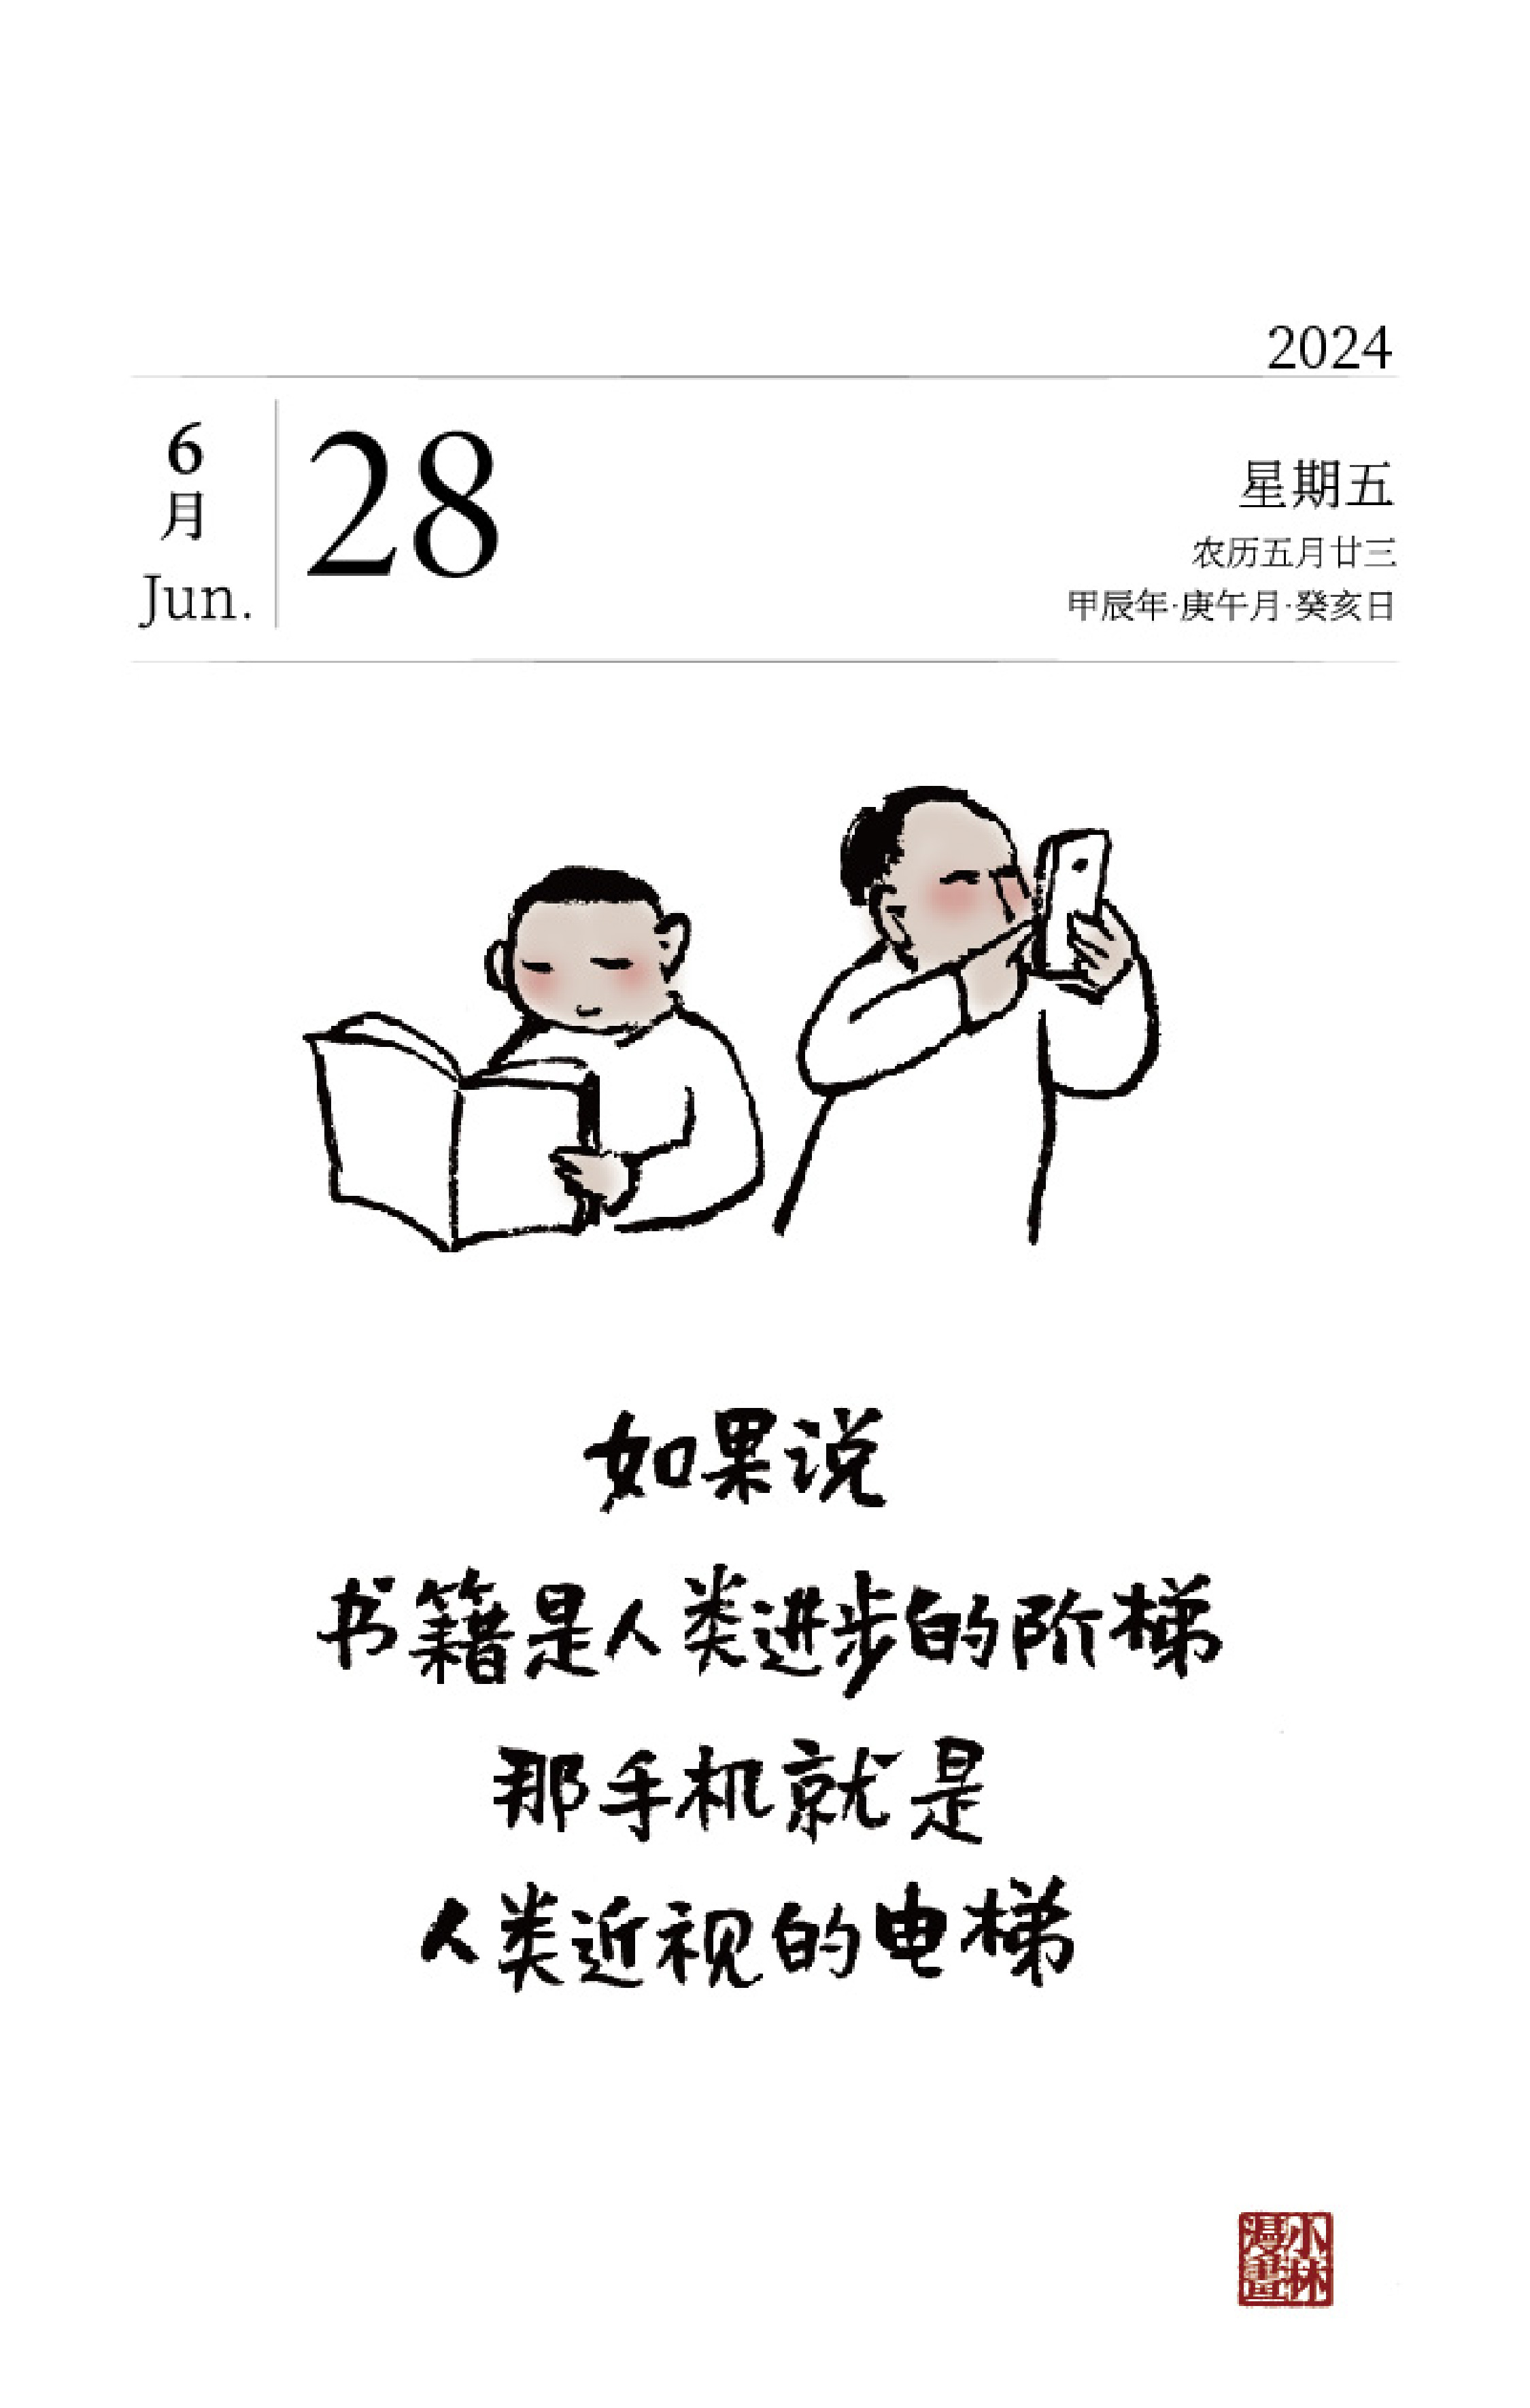 2024
6
月
Jun.
28
星期五
农历五月廿三
甲辰年·庚午月·癸亥日
如果说
书籍是人类进步的阶梯
那手机就是
人类近视的电梯
小林
漫畫